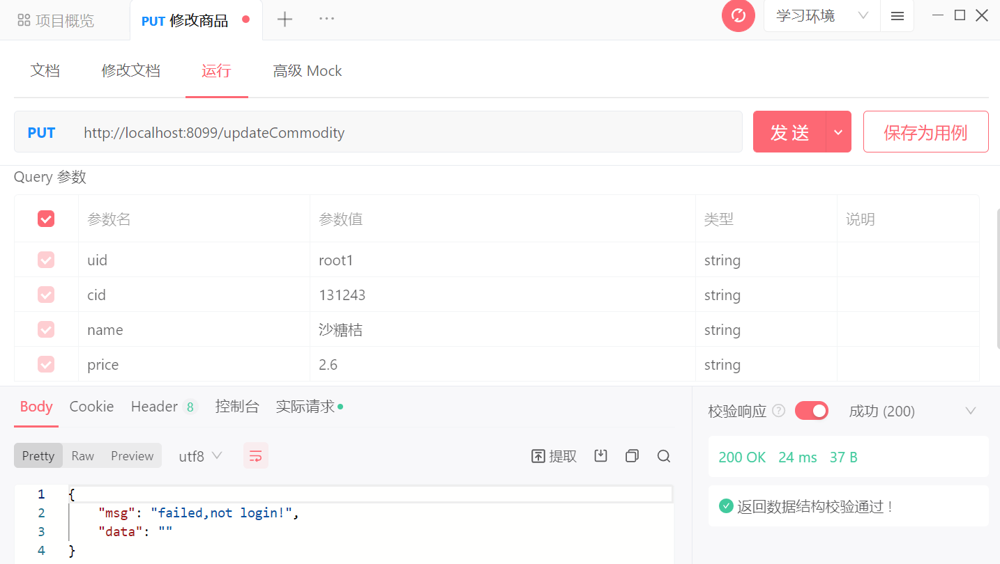 项目概览 PUT 修改商品 学习环境
文档 修改文档 运行 高级 Mock
PUT http://localhost:8099/updateCommodity 发 送 保存为用例
Query 参数
参数名 参数值 类型 说明
uid root1 string
cid 131243 string
name 沙糖桔 string
price 2.6 string
Body Cookie Header 8 控制台 实际请求
校验响应 ? 成功 (200)
Pretty Raw Preview utf8 提取
200 OK 24 ms 37 B
返回数据结构校验通过！
1 {
2 "msg": "failed,not login!",
3 "data": ""
4 }